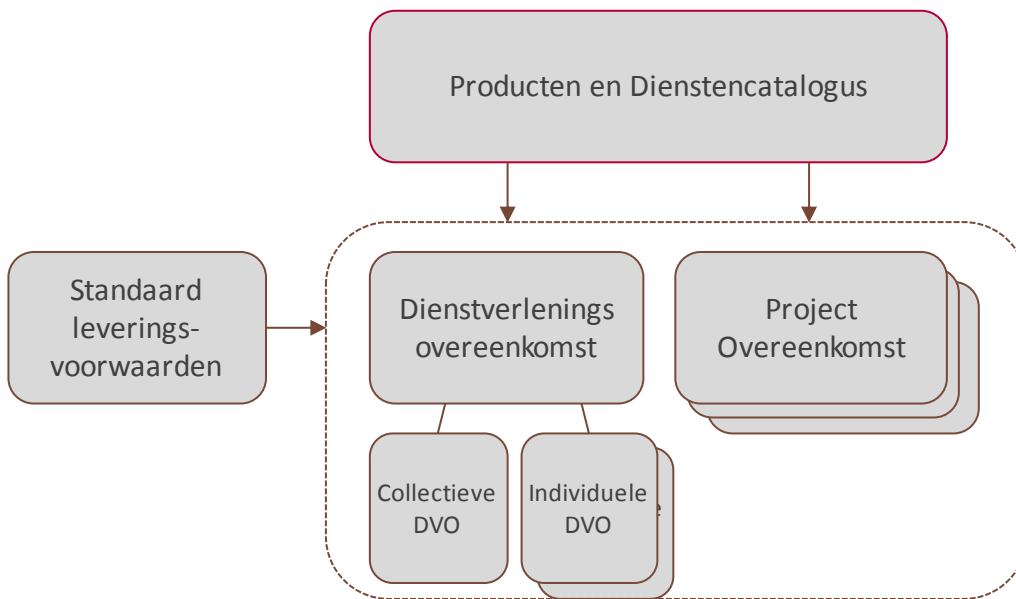 Producten en Dienstencatalogus
Standaard
leverings-
voorwaarden
Dienstverlenings
overeenkomst
Project
Overeenkomst
Collectieve
DVO
Individuele
DVO